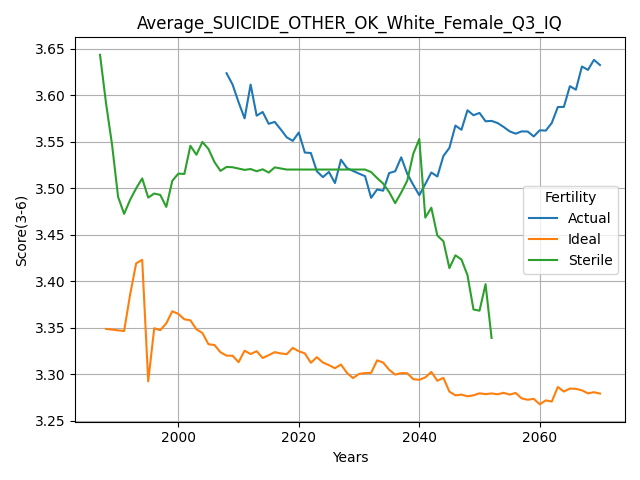 Average_SUICIDE_OTHER_OK_White_Female_Q3_IQ
3.65
3.60
3.55
3.50
3.45
3.40
3.35
3.30
3.25
Score(3-6)
Fertility
Actual
Ideal
Sterile
2000
2020
2040
2060
Years